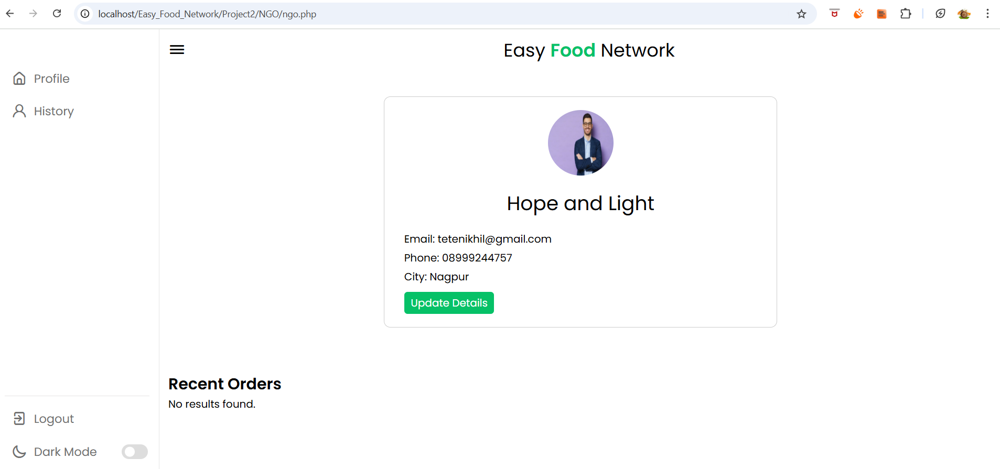 localhost/Easy_Food_Network/Project2/NGO/ngo.php
Easy Food Network
Profile
History
Hope and Light
Email: tetenikhil@gmail.com
Phone: 08999244757
City: Nagpur
Update Details
Recent Orders
No results found.
Logout
Dark Mode